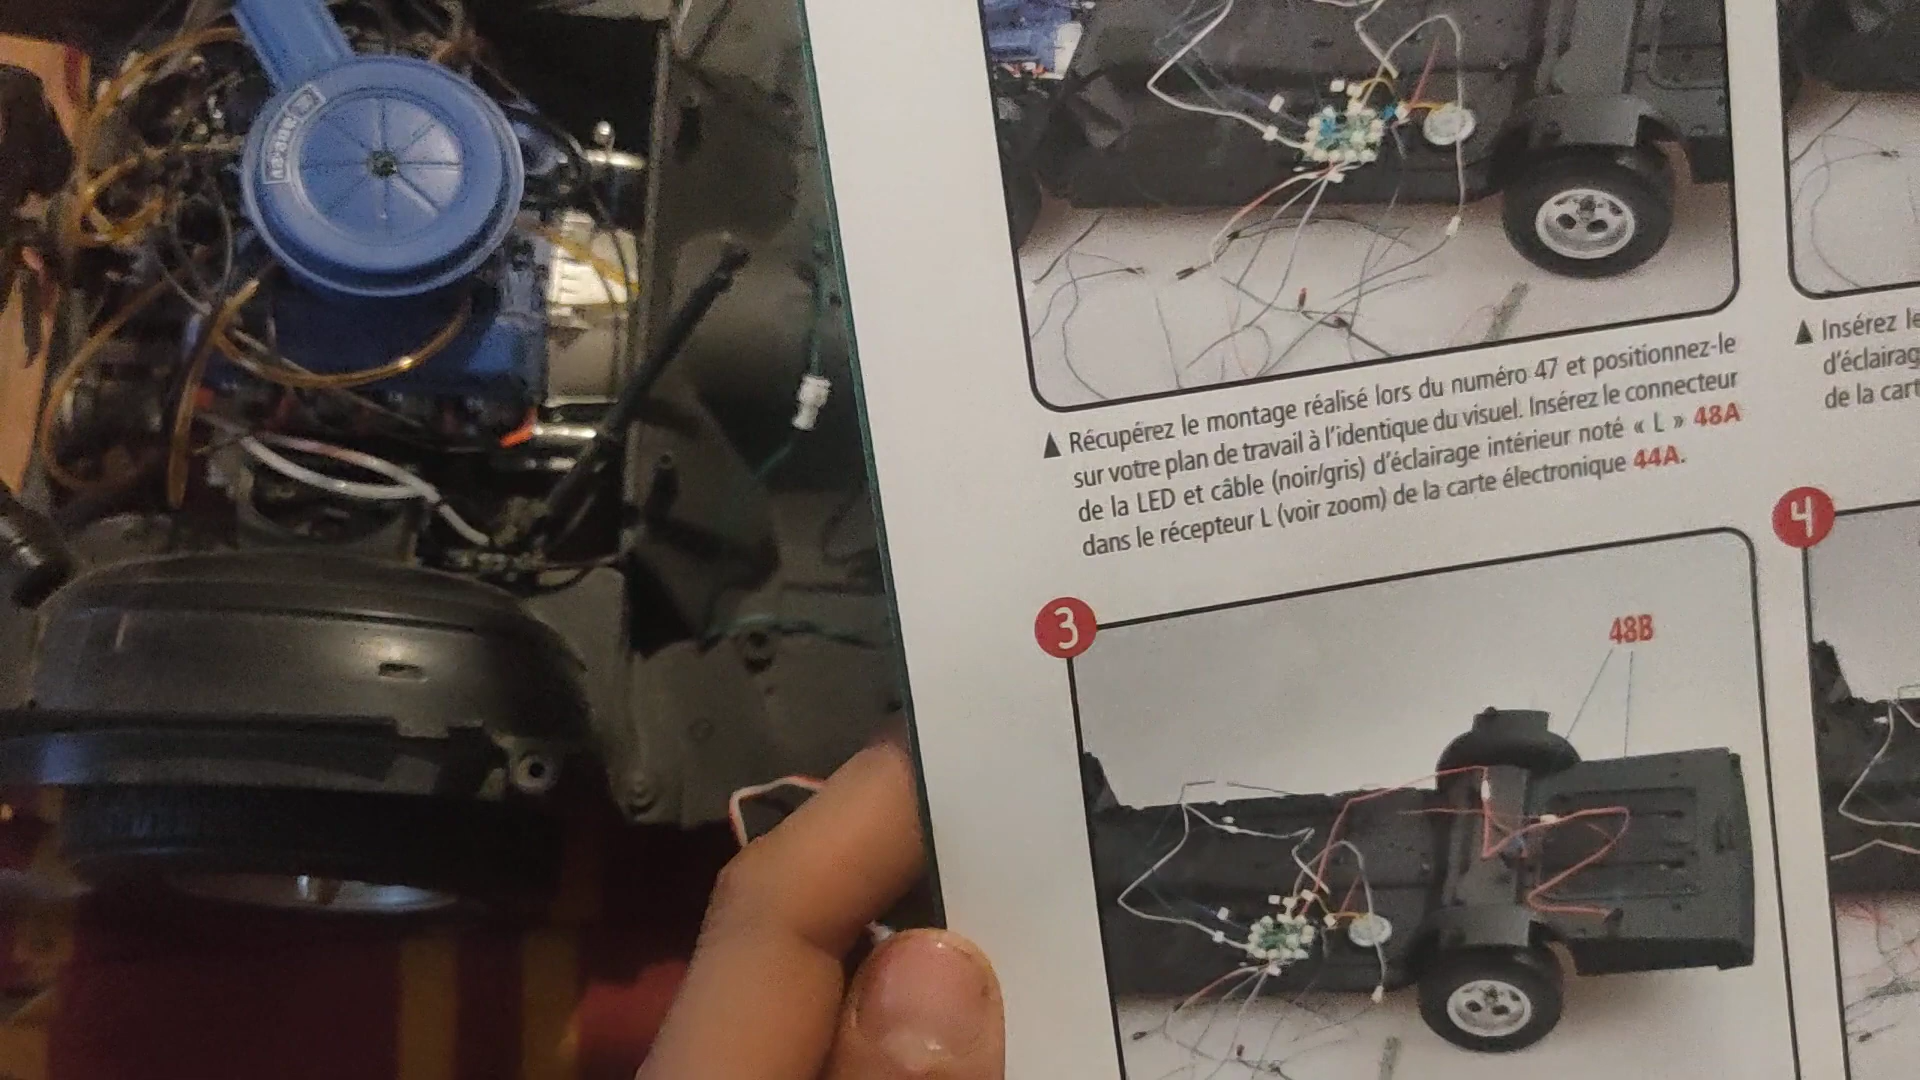 ▲ Récupérez le montage réalisé lors du numéro 47 et positionnez-le
sur votre plan de travail à l'identique du visuel. Insérez le connecteur
de la LED et câble (noir/gris) d'éclairage intérieur noté « L » 48A
dans le récepteur L (voir zoom) de la carte électronique 44A.
▲ Insérez le
d'éclairag
de la cart
3
48B
4